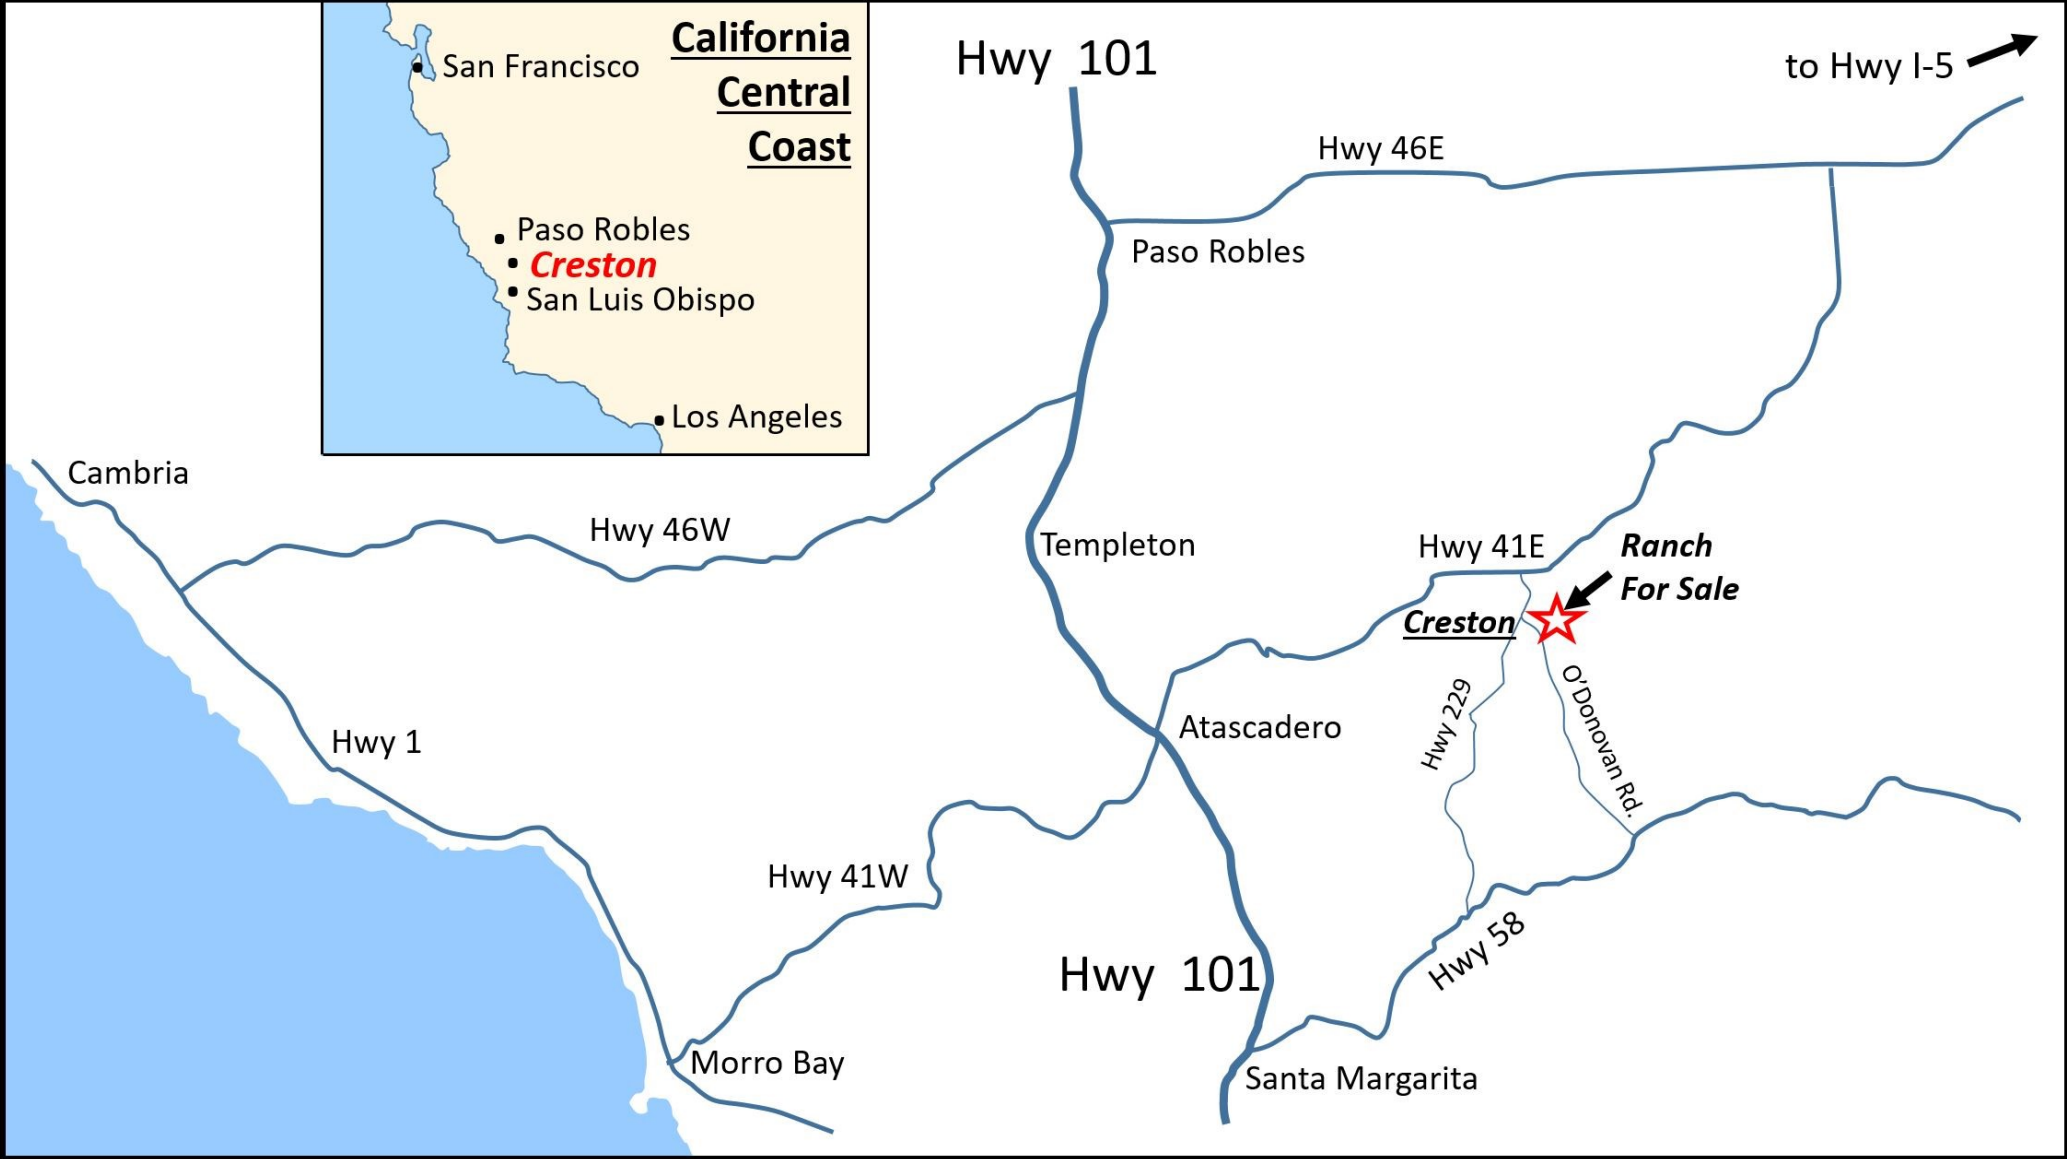 California
Central
Coast
San Francisco
Paso Robles
Creston
San Luis Obispo
Los Angeles
Hwy 101
to Hwy I-5
Hwy 46E
Paso Robles
Cambria
Hwy 46W
Templeton
Hwy 41E
Ranch
For Sale
Creston
Hwy 229
O'Donovan Rd.
Atascadero
Hwy 1
Hwy 41W
Hwy 58
Hwy 101
Morro Bay
Santa Margarita